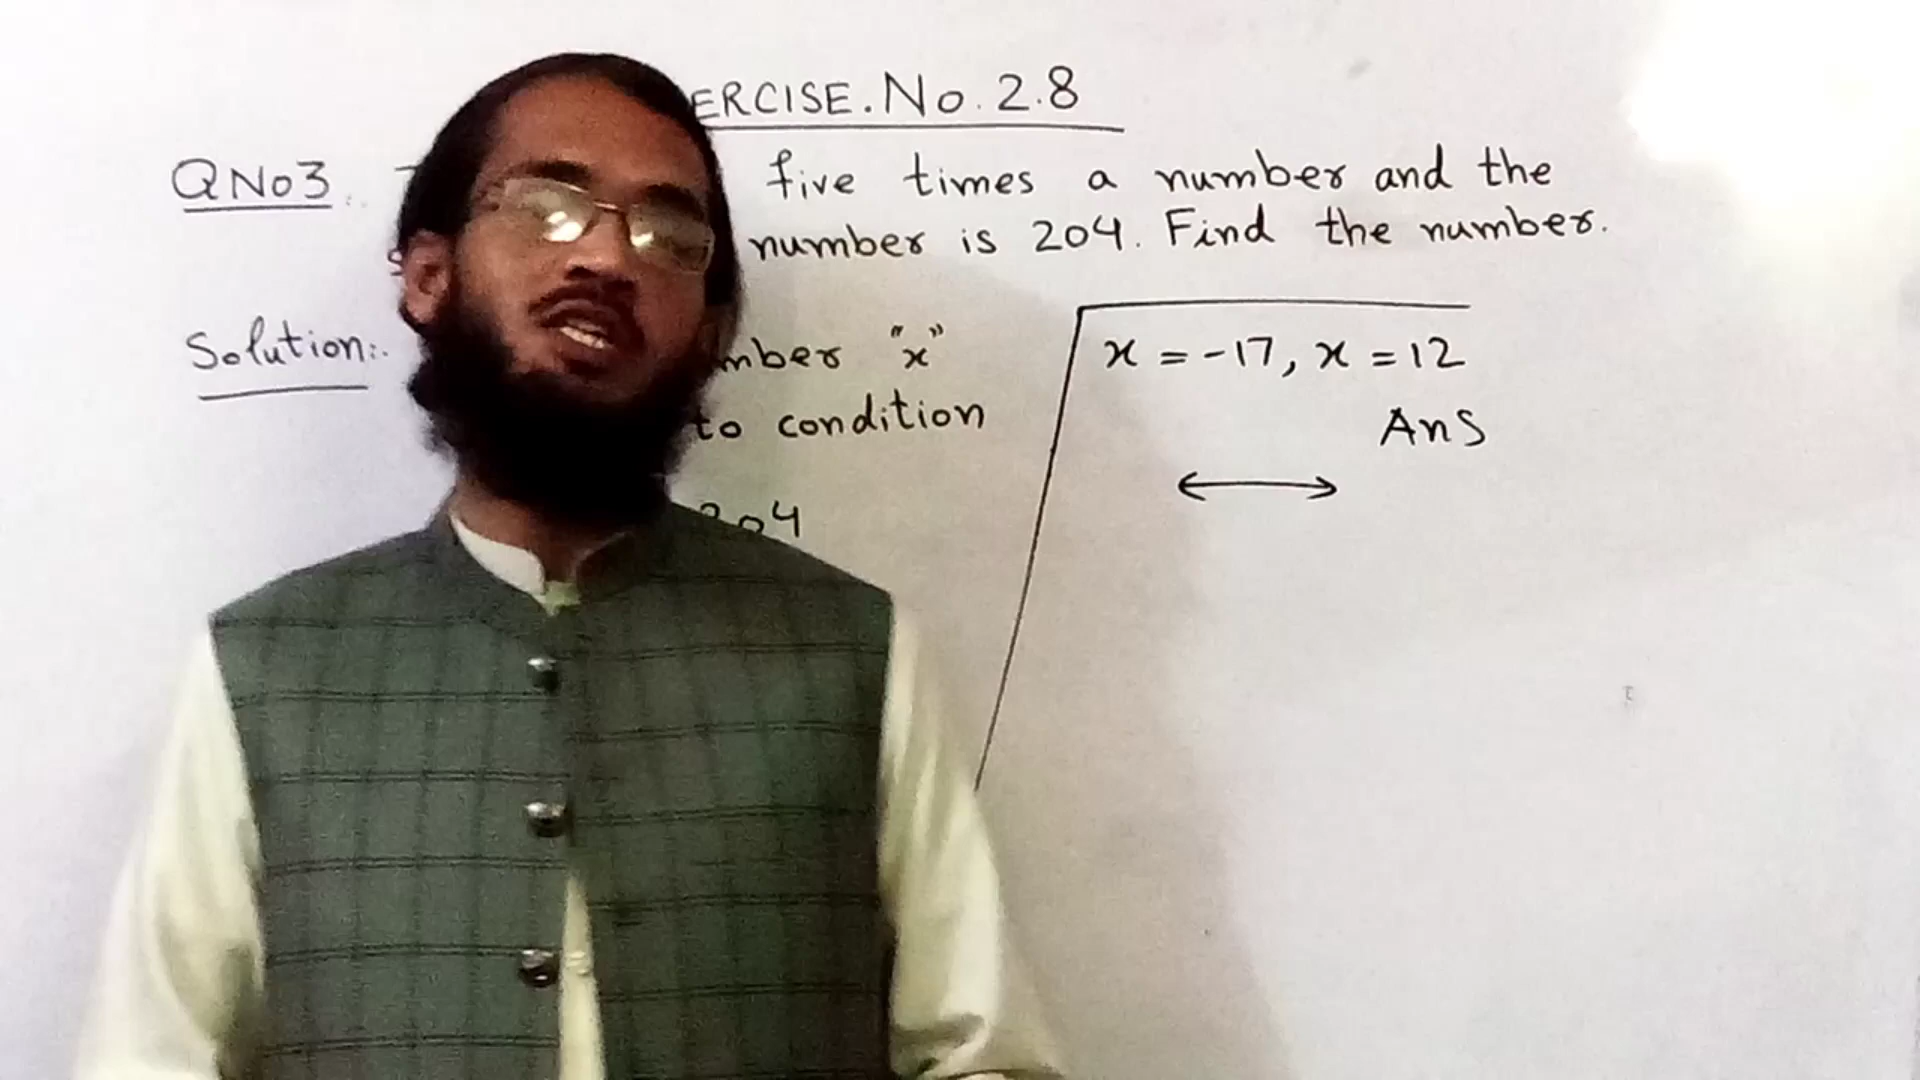 ERCISE.No.2.8
QNo3. five times a number and the
number is 204. Find the number.
Solution:. "x"
to condition
204
x = -17, x = 12
Ans